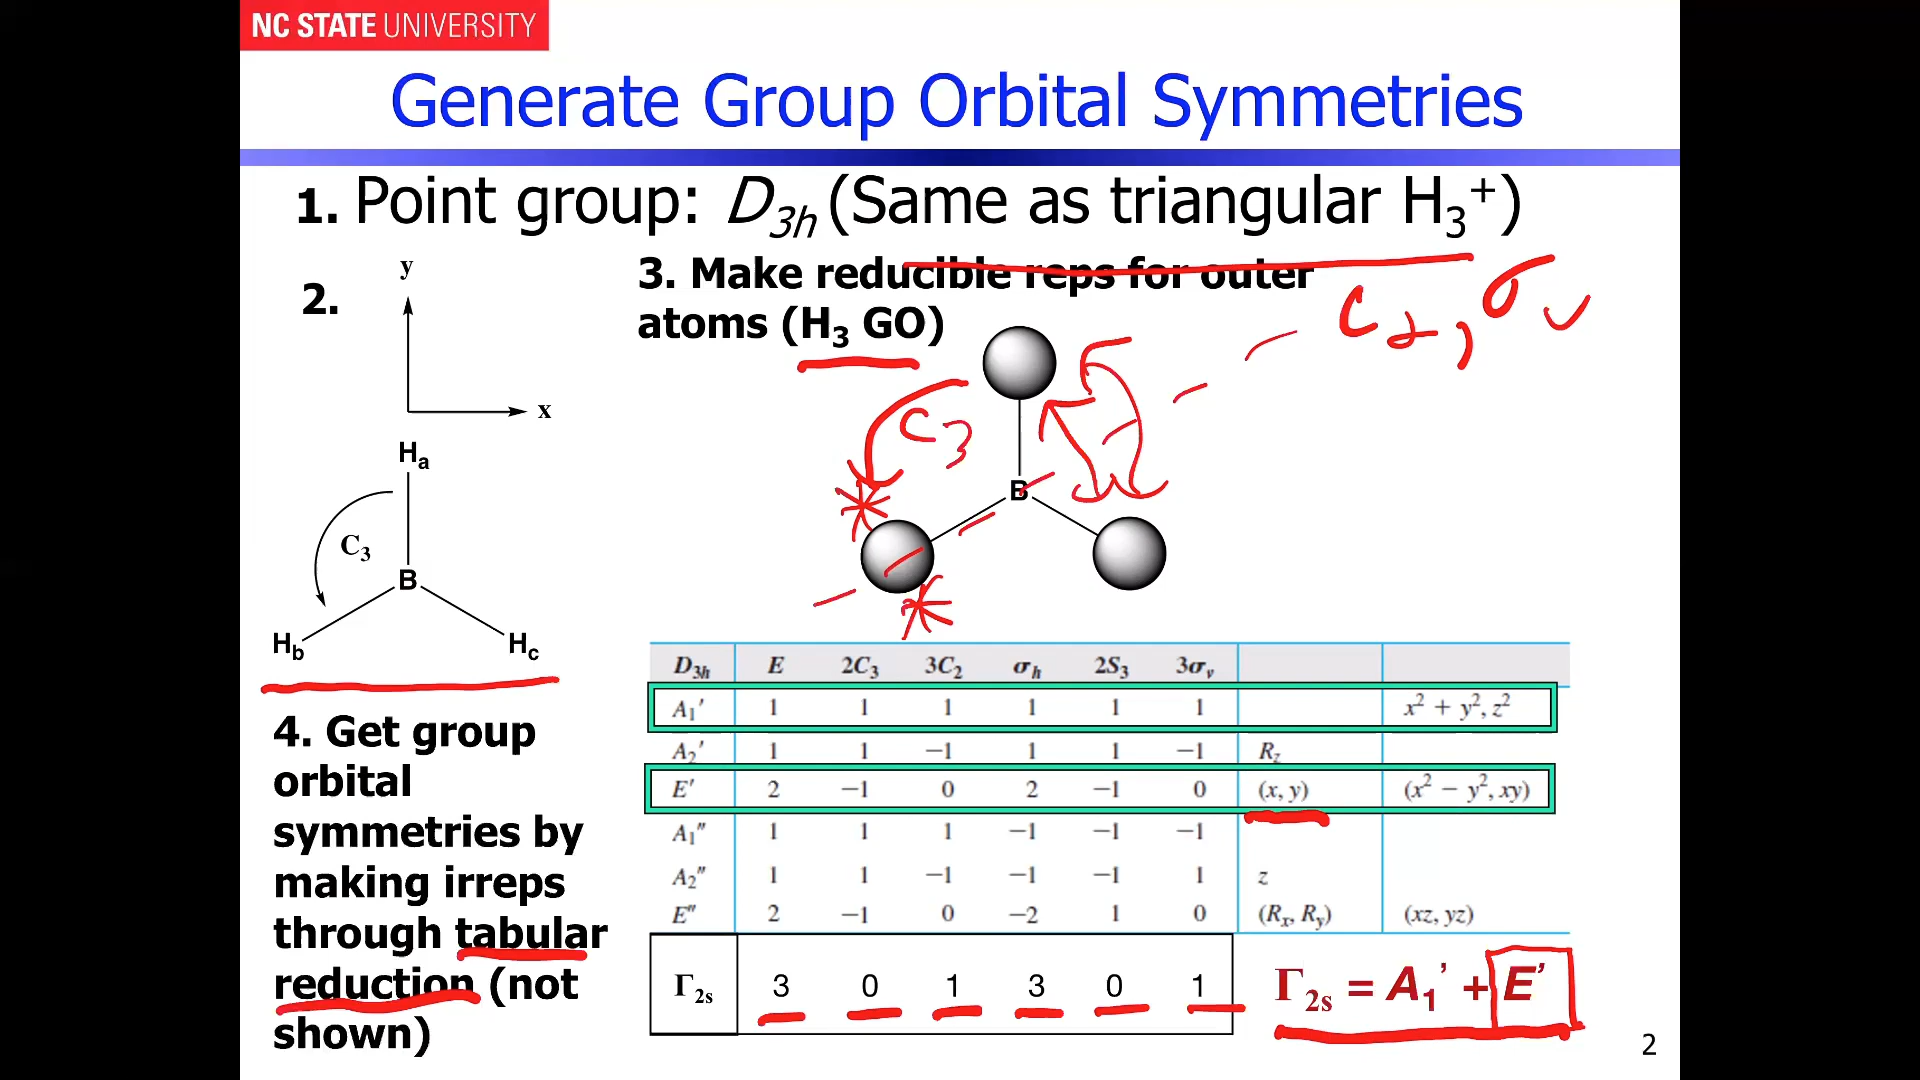 NC STATE UNIVERSITY
Generate Group Orbital Symmetries
1. Point group: D3h (Same as triangular H3+)
2.
y
x
Ha
C3
B
Hb
Hc
3. Make reducible reps for outer
atoms (H3 GO)
C2, σv
C3
B
4. Get group
orbital
symmetries by
making irreps
through tabular
reduction (not
shown)
D3h E 2C3 3C2 σh 2S3 3σv
A1′ 1 1 1 1 1 1 x² + y², z²
A2′ 1 1 −1 1 1 −1 Rz
E′ 2 −1 0 2 −1 0 (x, y) (x² − y², xy)
A1″ 1 1 1 −1 −1 −1
A2″ 1 1 −1 −1 −1 1 z
E″ 2 −1 0 −2 1 0 (Rx, Ry) (xz, yz)
Γ2s 3 0 1 3 0 1
Γ2s = A1’ + E’
2